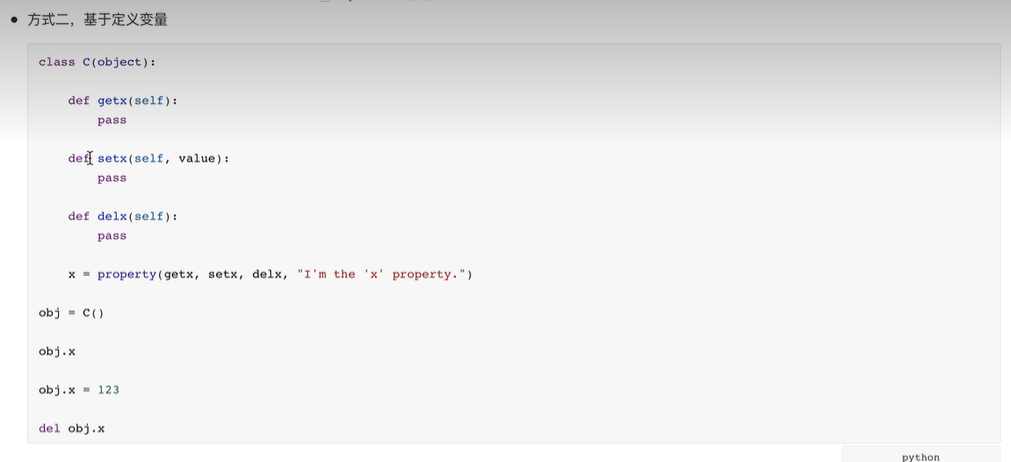 方式二，基于定义变量
class C(object):
def getx(self):
pass
def setx(self, value):
pass
def delx(self):
pass
x = property(getx, setx, delx, "I'm the 'x' property.")
obj = C()
obj.x
obj.x = 123
del obj.x
python